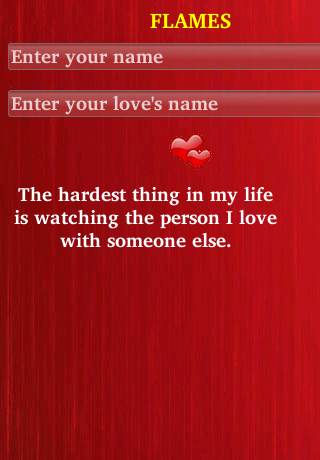 FLAMES
Enter your name
Enter your love's name
The hardest thing in my life
is watching the person I love
with someone else.